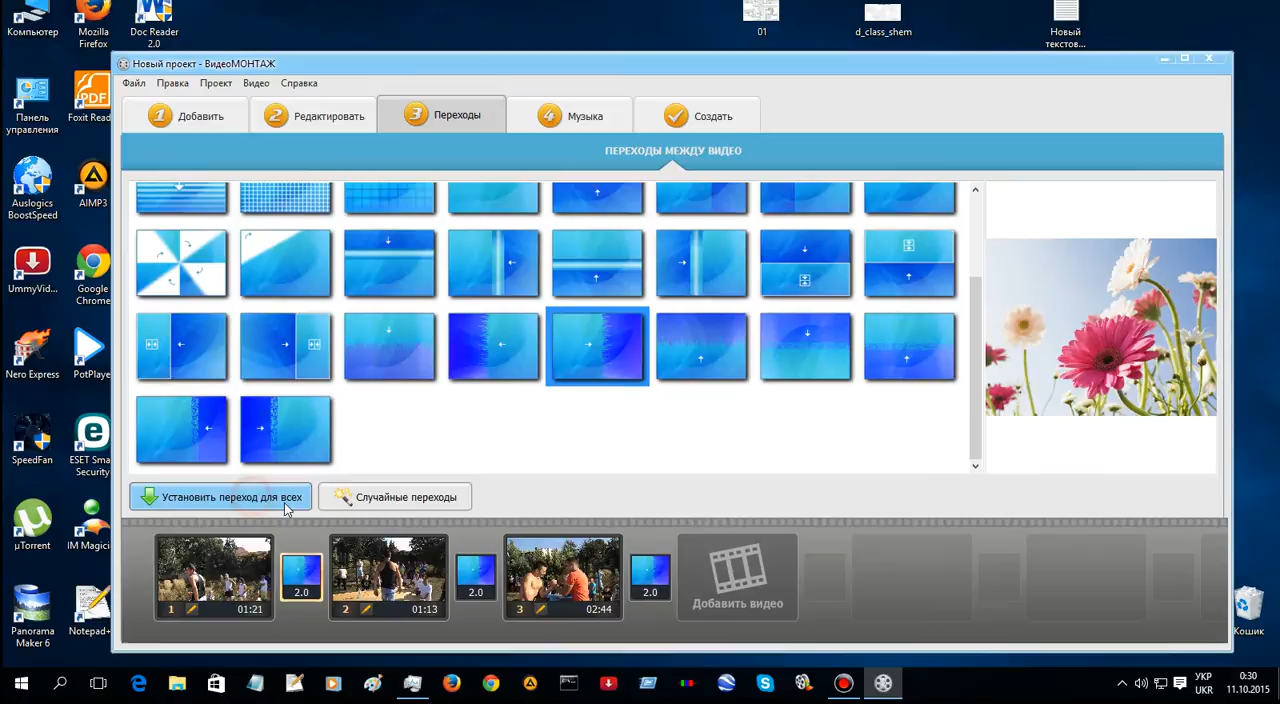 Компьютер
Mozilla
Firefox
Doc Reader
2.0
01
d_class_shem
Новый
текстов...
Новый проект - ВидеоМОНТАЖ
Файл Правка Проект Видео Справка
1 Добавить
2 Редактировать
3 Переходы
4 Музыка
Создать
ПЕРЕХОДЫ МЕЖДУ ВИДЕО
Панель
управления
PDF
Foxit Read
Auslogics
BoostSpeed
AIMP3
UmmyVid...
Google
Chrome
Nero Express
PotPlaye
SpeedFan
ESET Sma
Security
µTorrent
IM Magici
Panorama
Maker 6
Notepad+
Установить переход для всех
Случайные переходы
1 01:21
2.0
2 01:13
2.0
3 02:44
2.0
Добавить видео
Кошик
УКР
UKR
0:30
11.10.2015